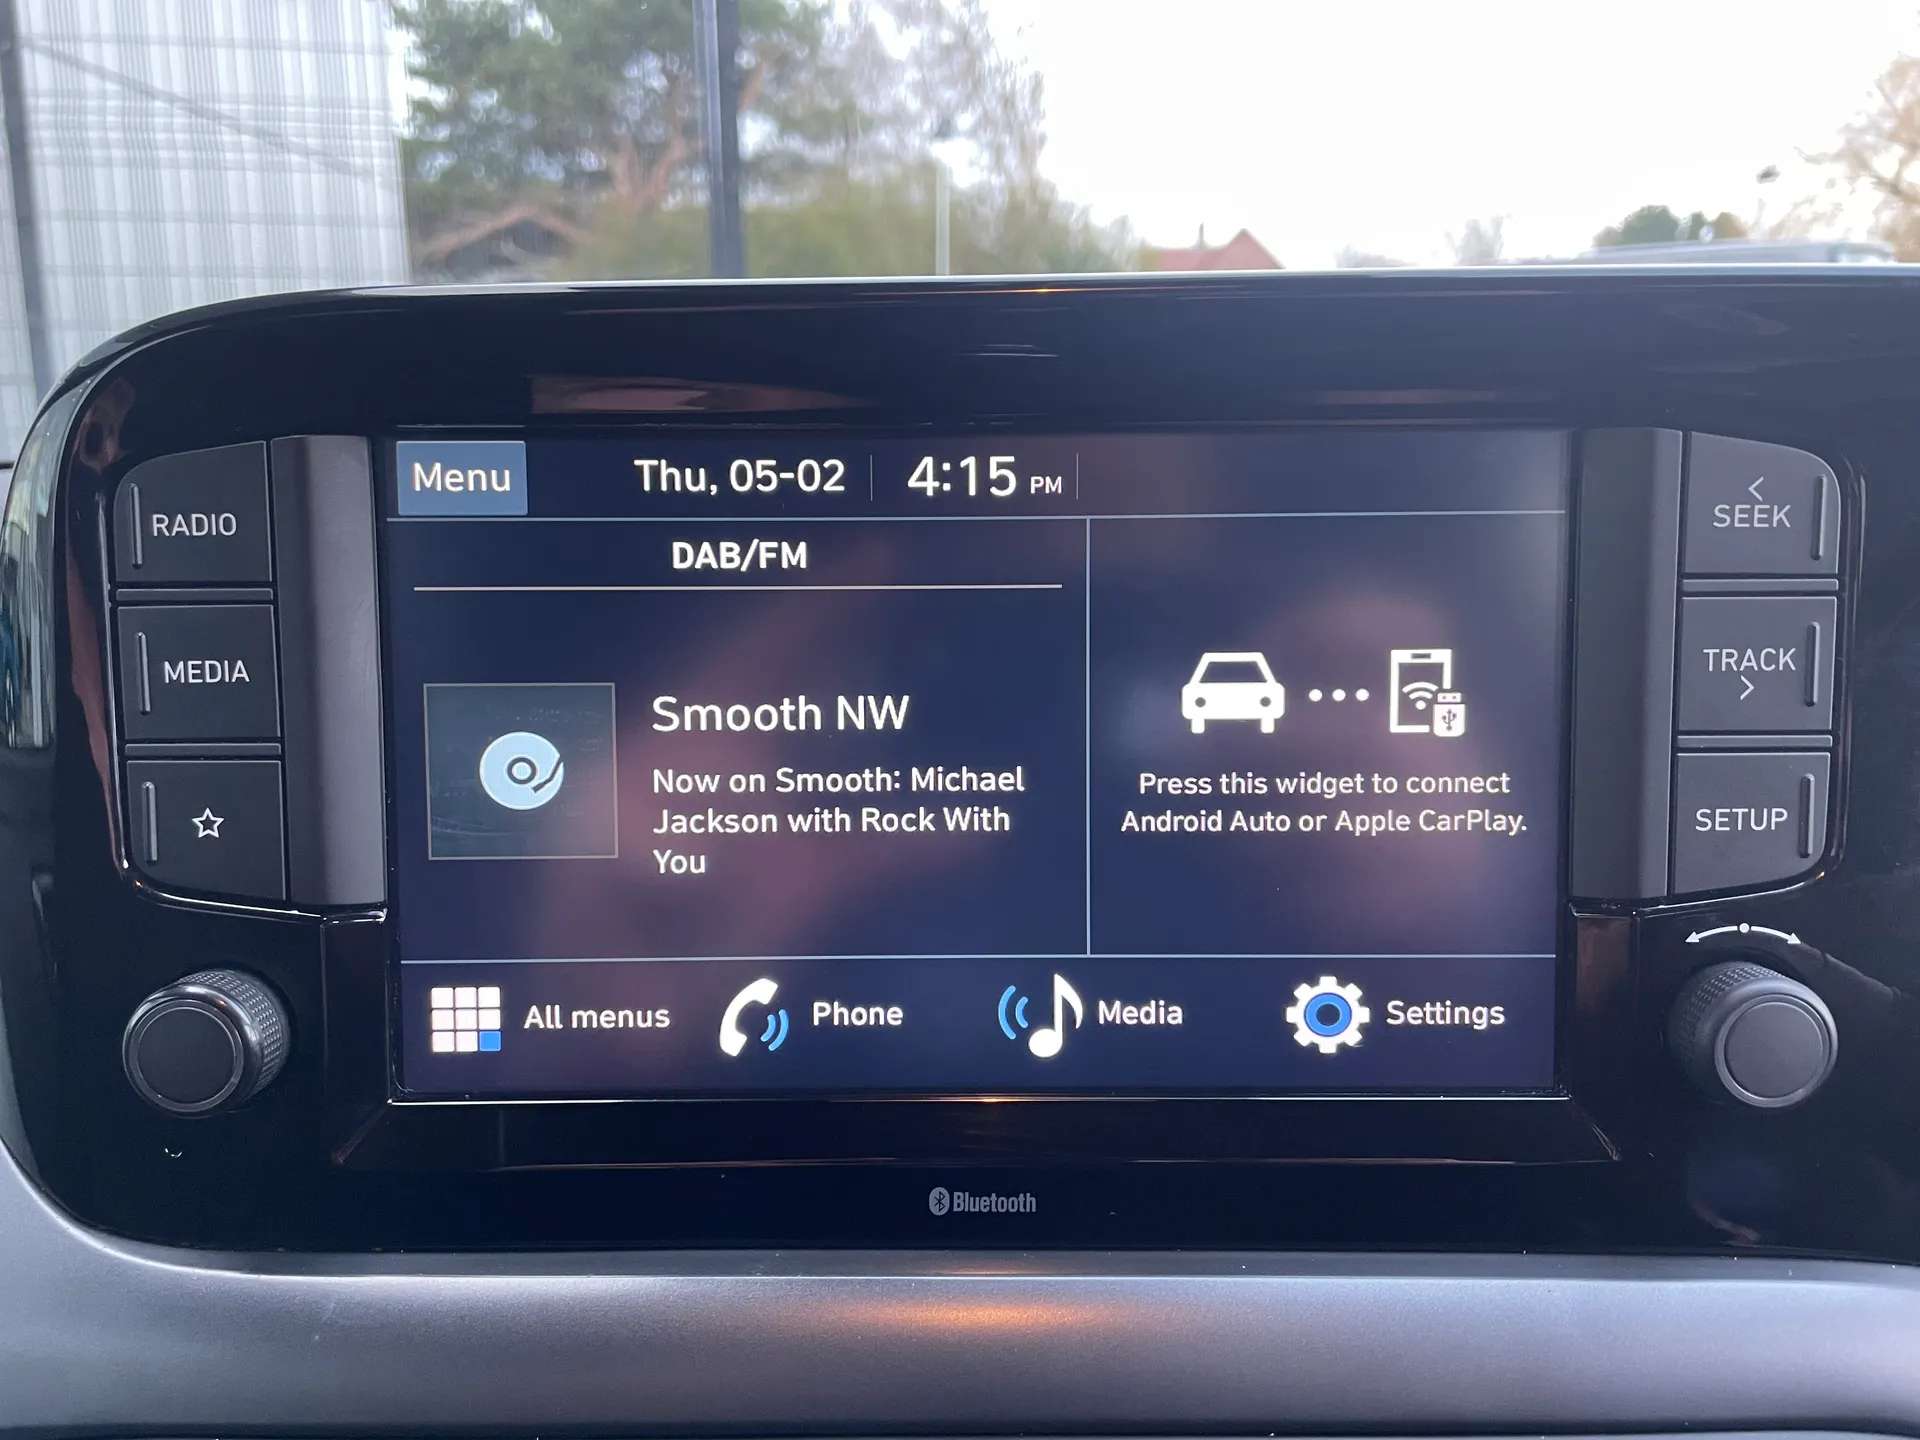 Menu
Thu, 05-02
4:15 PM
DAB/FM
Smooth NW
Now on Smooth: Michael
Jackson with Rock With
You
Press this widget to connect
Android Auto or Apple CarPlay.
All menus
Phone
Media
Settings
RADIO
MEDIA
SEEK
TRACK
SETUP
Bluetooth